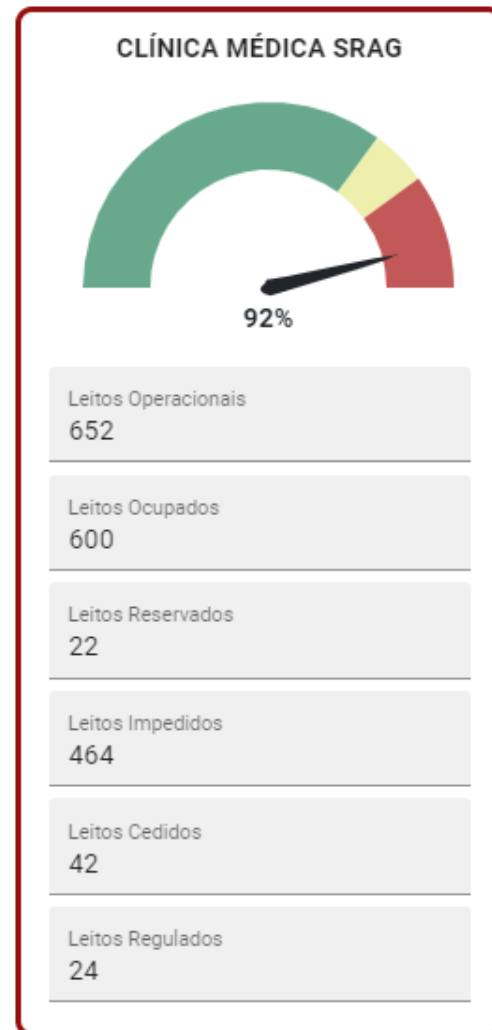 CLÍNICA MÉDICA SRAG
92%
Leitos Operacionais
652
Leitos Ocupados
600
Leitos Reservados
22
Leitos Impedidos
464
Leitos Cedidos
42
Leitos Regulados
24